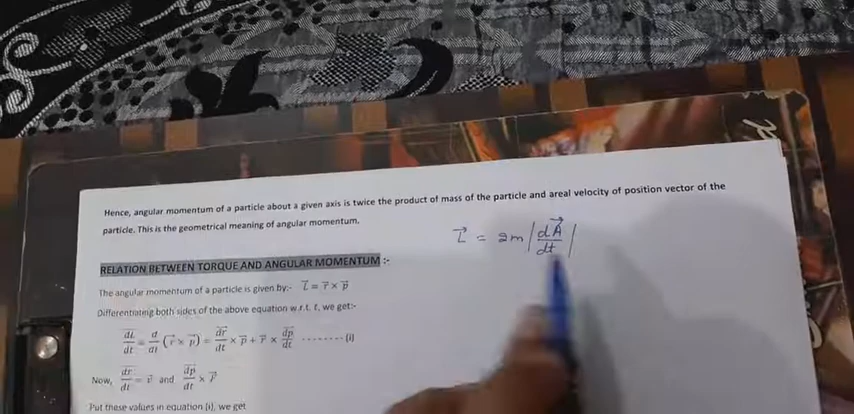 Hence, angular momentum of a particle about a given axis is twice the product of mass of the particle and areal velocity of position vector of the
particle. This is the geometrical meaning of angular momentum.
L⃗ = 2m|dA⃗/dt|
RELATION BETWEEN TORQUE AND ANGULAR MOMENTUM :-
The angular momentum of a particle is given by:- L⃗ = r⃗ × p⃗
Differentiating both sides of the above equation w.r.t. t, we get:-
dL⃗/dt = d/dt (r⃗ × p⃗) = dr⃗/dt × p⃗ + r⃗ × dp⃗/dt --------(i)
Now, dr⃗/dt = v⃗ and dp⃗/dt × F⃗
Put these values in equation (i), we get